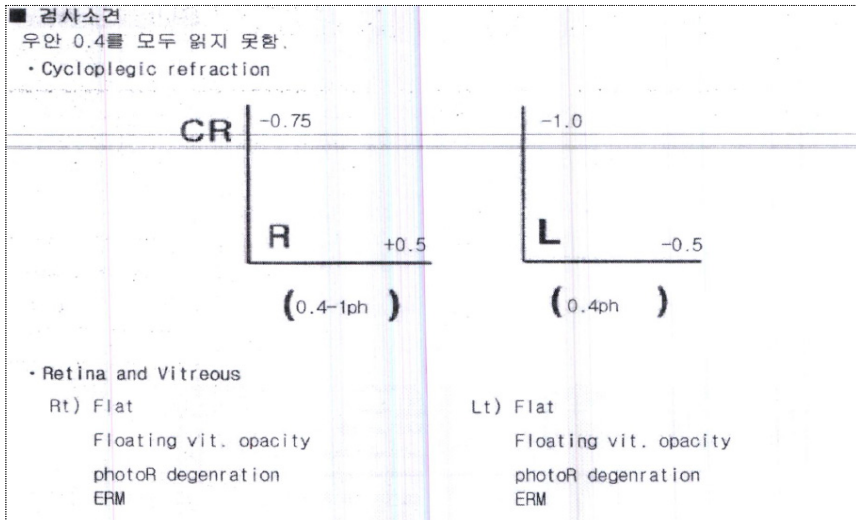 ■ 검사소견
우안 0.4를 모두 읽지 못함.
· Cycloplegic refraction
CR -0.75 -1.0
R +0.5 L -0.5
(0.4-1ph ) (0.4ph )
· Retina and Vitreous
Rt) Flat Lt) Flat
Floating vit. opacity Floating vit. opacity
photoR degenration photoR degenration
ERM ERM